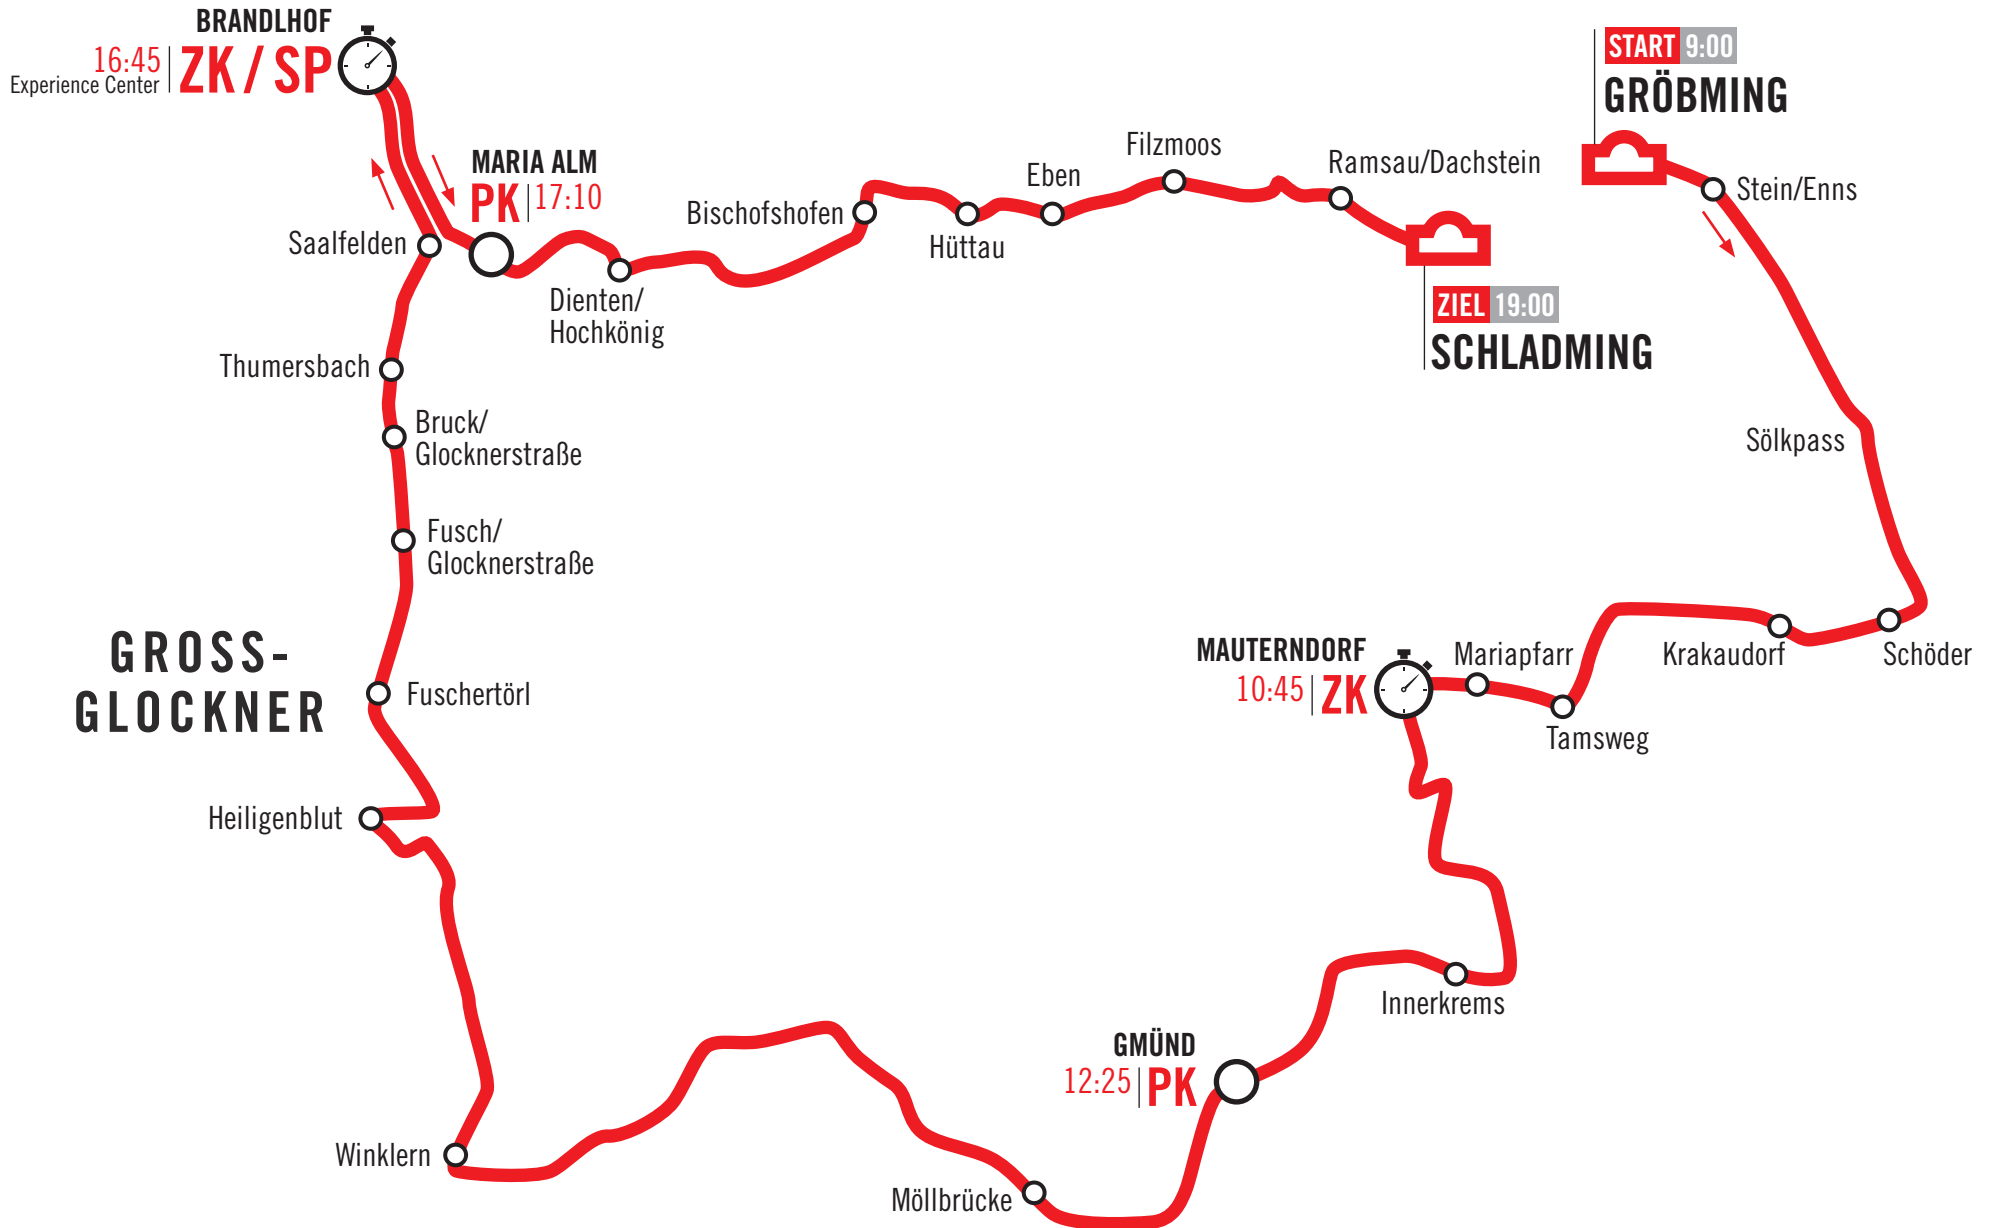 BRANDLHOF
16:45 ZK / SP
Experience Center
START 9:00
GRÖBMING
MARIA ALM
PK 17:10
Filzmoos
Ramsau/Dachstein
Eben
Stein/Enns
Bischofshofen
Hüttau
Saalfelden
Dienten/
Hochkönig
ZIEL 19:00
SCHLADMING
Thumersbach
Bruck/
Glocknerstraße
Sölkpass
Fusch/
Glocknerstraße
GROSS-
GLOCKNER
Fuschertörl
MAUTERNDORF
10:45 ZK
Mariapfarr
Krakaudorf
Schöder
Tamsweg
Heiligenblut
Innerkrems
GMÜND
12:25 PK
Winklern
Möllbrücke